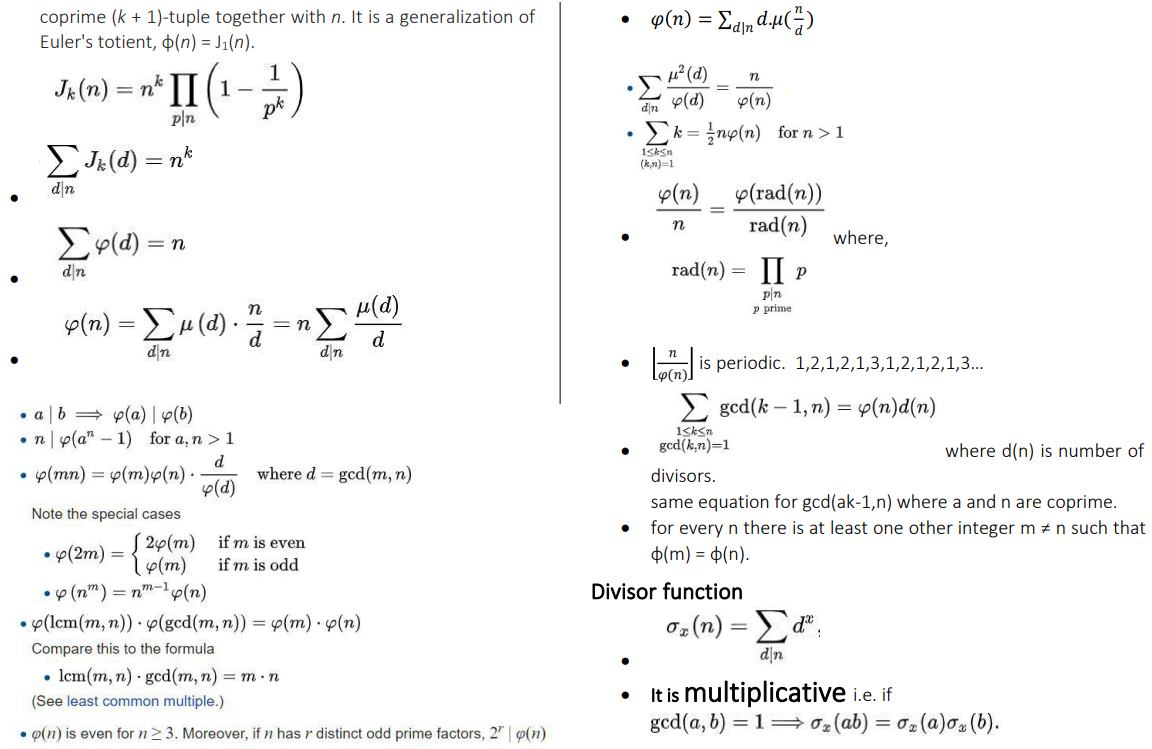 coprime (k + 1)-tuple together with n. It is a generalization of
Euler's totient, ϕ(n) = J₁(n).
J_k(n) = n^k ∏_{p|n} (1 − 1/p^k)
∑_{d|n} J_k(d) = n^k
•
∑_{d|n} φ(d) = n
•
φ(n) = ∑_{d|n} μ(d) · n/d = n ∑_{d|n} μ(d)/d
•
• a | b ⟹ φ(a) | φ(b)
• n | φ(aⁿ − 1) for a, n > 1
• φ(mn) = φ(m)φ(n) · d/φ(d) where d = gcd(m, n)
Note the special cases
• φ(2m) = { 2φ(m) if m is even
φ(m) if m is odd
• φ(n^m) = n^{m−1}φ(n)
• φ(lcm(m, n)) · φ(gcd(m, n)) = φ(m) · φ(n)
Compare this to the formula
• lcm(m, n) · gcd(m, n) = m · n
(See least common multiple.)
• φ(n) is even for n ≥ 3. Moreover, if n has r distinct odd prime factors, 2^r | φ(n)
• φ(n) = ∑_{d|n} d.μ(n/d)
• ∑_{d|n} μ²(d)/φ(d) = n/φ(n)
• ∑_{1≤k≤n (k,n)=1} k = ½nφ(n) for n > 1
φ(n)/n = φ(rad(n))/rad(n)
• where,
rad(n) = ∏_{p|n p prime} p
• ⌊n/φ(n)⌋ is periodic. 1,2,1,2,1,3,1,2,1,2,1,3...
∑_{1≤k≤n gcd(k,n)=1} gcd(k − 1, n) = φ(n)d(n)
• where d(n) is number of
divisors.
same equation for gcd(ak-1,n) where a and n are coprime.
• for every n there is at least one other integer m ≠ n such that
ϕ(m) = ϕ(n).
Divisor function
σ_x(n) = ∑_{d|n} d^x ;
•
• It is multiplicative i.e. if
gcd(a, b) = 1 ⟹ σ_x(ab) = σ_x(a)σ_x(b).